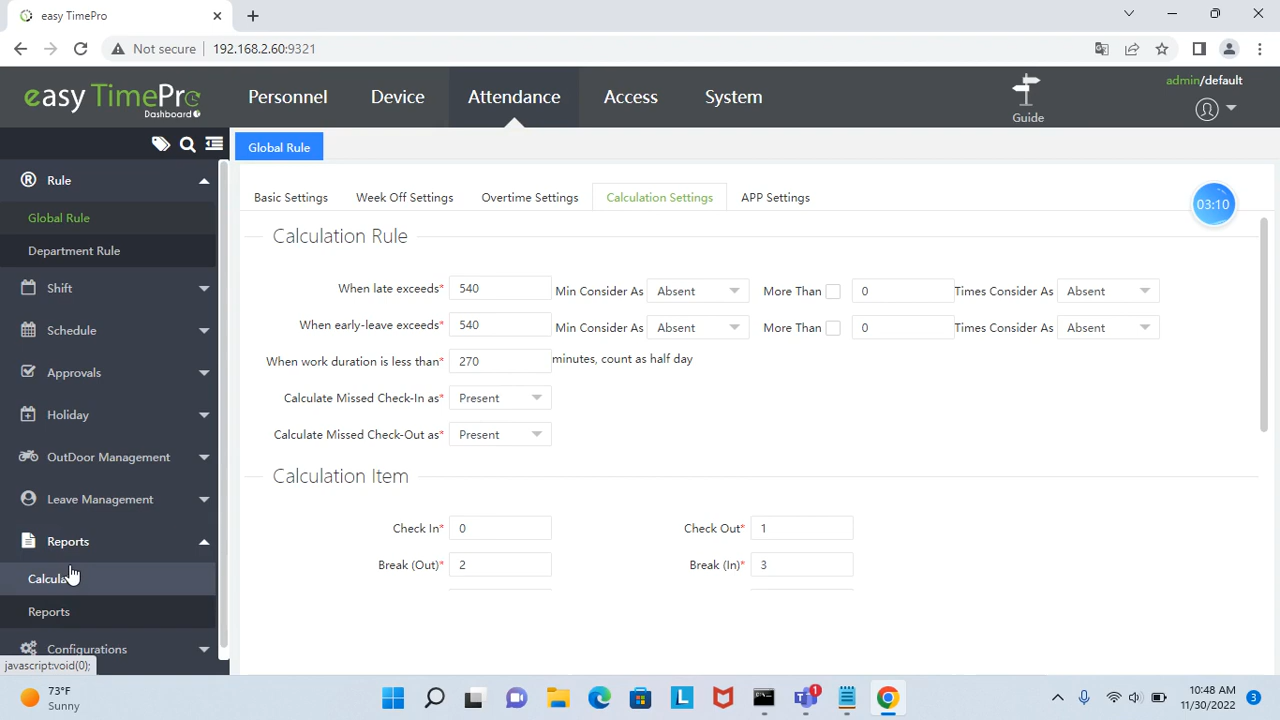 easy TimePro
Not secure 192.168.2.60:9321
easy TimePro
Dashboard
Personnel Device Attendance Access System
Guide
admin/default
Global Rule
Rule
Global Rule
Department Rule
Shift
Schedule
Approvals
Holiday
OutDoor Management
Leave Management
Reports
Reports
Configurations
javascript:void(0);
Basic Settings Week Off Settings Overtime Settings Calculation Settings APP Settings
03:10
Calculation Rule
When late exceeds* 540 Min Consider As Absent More Than 0 Times Consider As Absent
When early-leave exceeds* 540 Min Consider As Absent More Than 0 Times Consider As Absent
When work duration is less than* 270 minutes, count as half day
Calculate Missed Check-In as* Present
Calculate Missed Check-Out as* Present
Calculation Item
Check In* 0 Check Out* 1
Break (Out)* 2 Break (In)* 3
73°F
Sunny
1
10:48 AM
11/30/2022
3